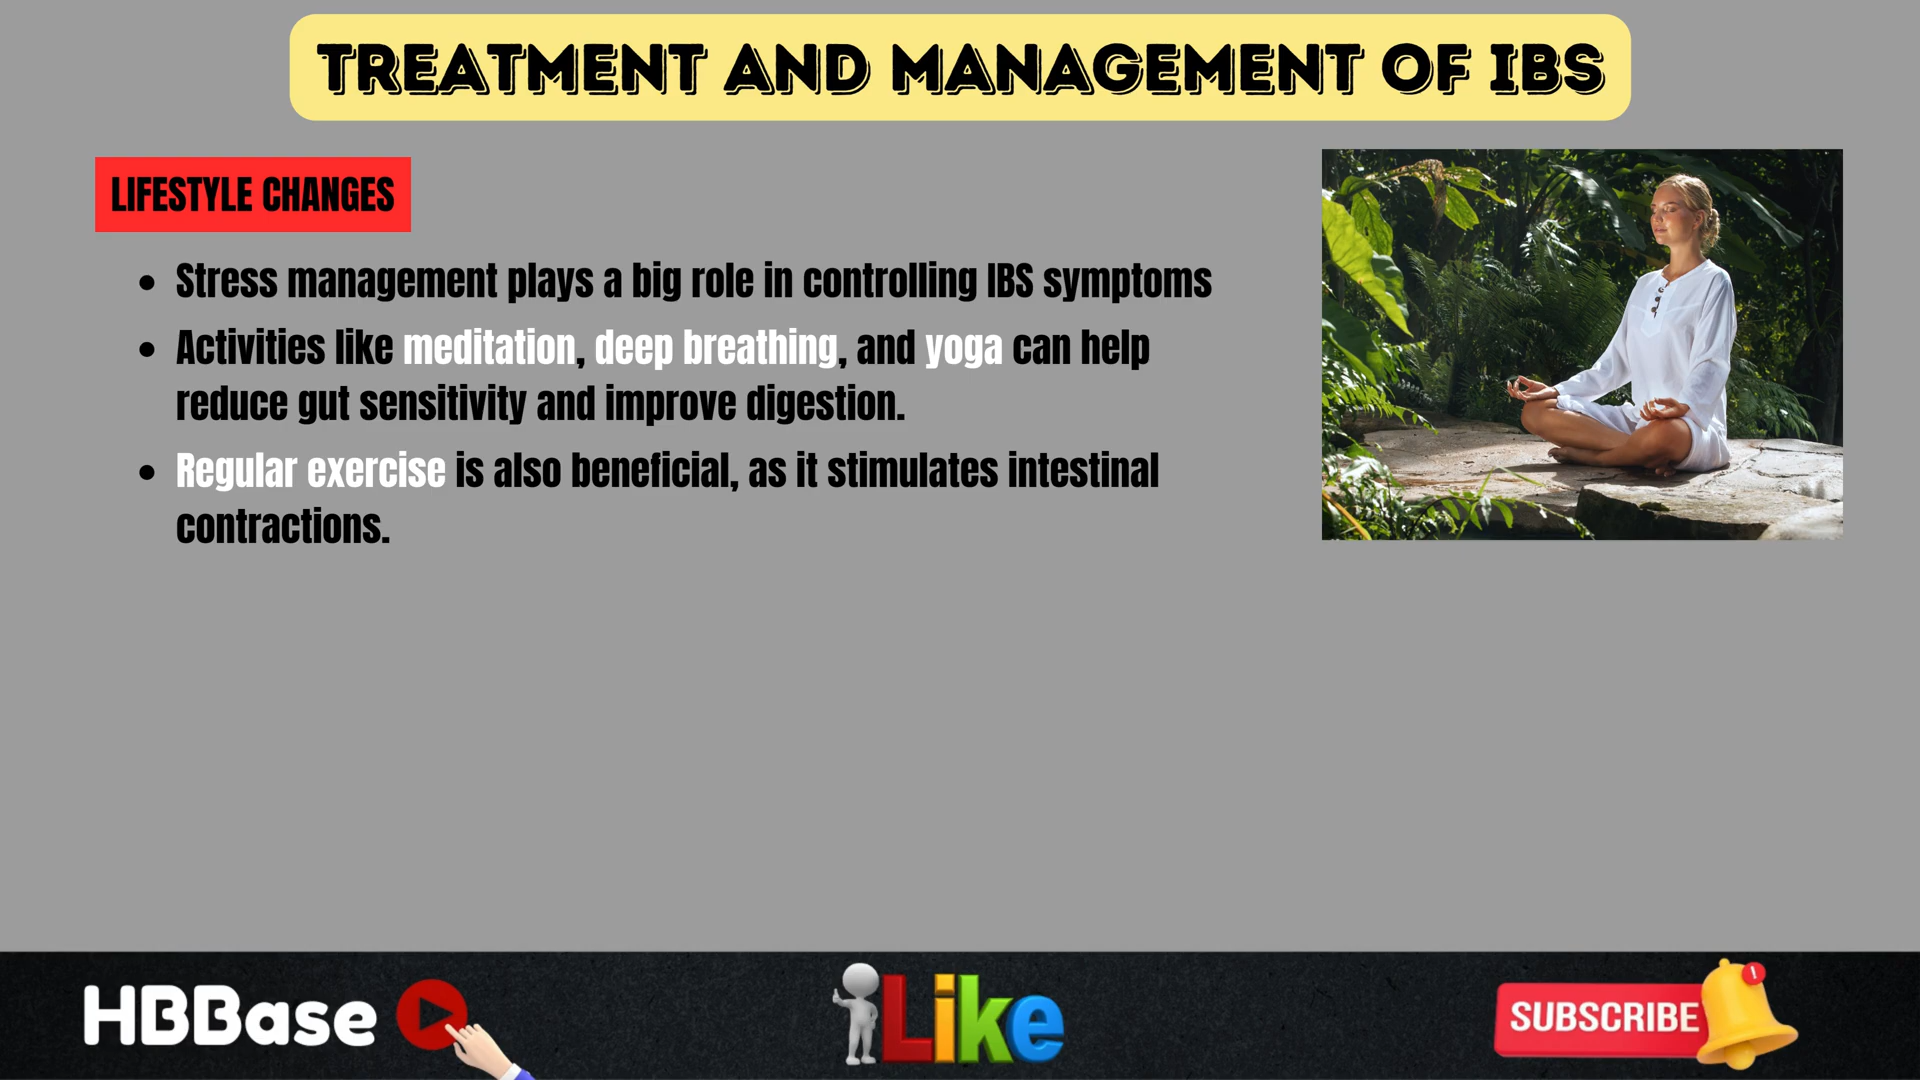 TREATMENT AND MANAGEMENT OF IBS
LIFESTYLE CHANGES
• Stress management plays a big role in controlling IBS symptoms
• Activities like meditation, deep breathing, and yoga can help
reduce gut sensitivity and improve digestion.
• Regular exercise is also beneficial, as it stimulates intestinal
contractions.
HBBase
Like
SUBSCRIBE
!